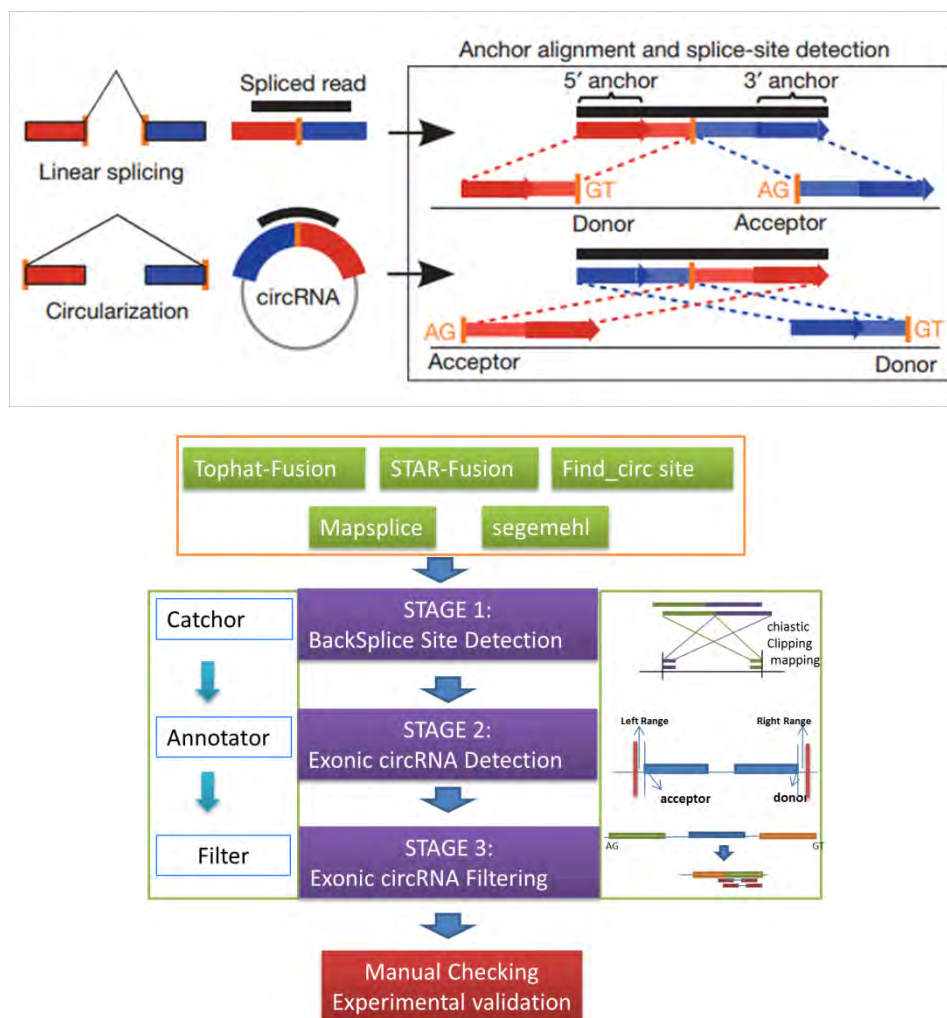 Anchor alignment and splice-site detection
Spliced read
5′ anchor
3′ anchor
Linear splicing
GT
AG
Donor
Acceptor
circRNA
Circularization
AG
GT
Acceptor
Donor
Tophat-Fusion
STAR-Fusion
Find_circ site
Mapsplice
segemehl
Catchor
STAGE 1:
BackSplice Site Detection
chiastic
Clipping
mapping
Annotator
STAGE 2:
Exonic circRNA Detection
Left Range
Right Range
acceptor
donor
Filter
STAGE 3:
Exonic circRNA Filtering
AG
GT
Manual Checking
Experimental validation